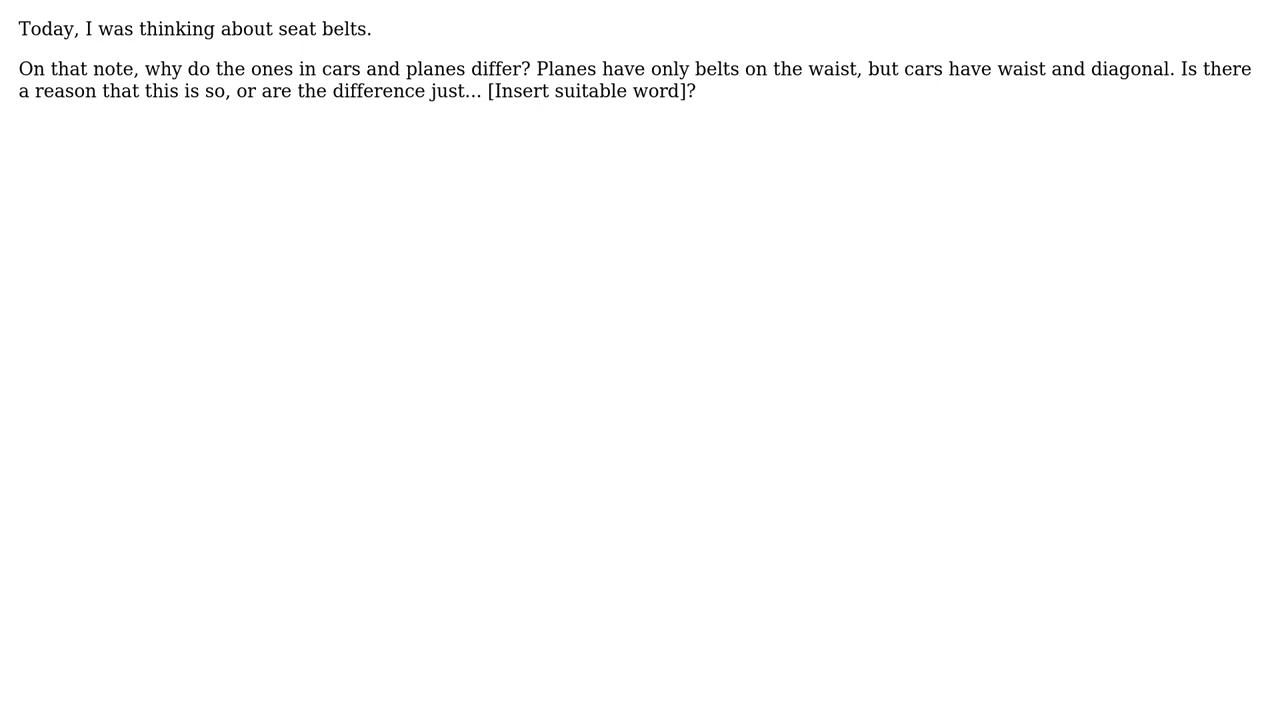 Today, I was thinking about seat belts.
On that note, why do the ones in cars and planes differ? Planes have only belts on the waist, but cars have waist and diagonal. Is there
a reason that this is so, or are the difference just... [Insert suitable word]?